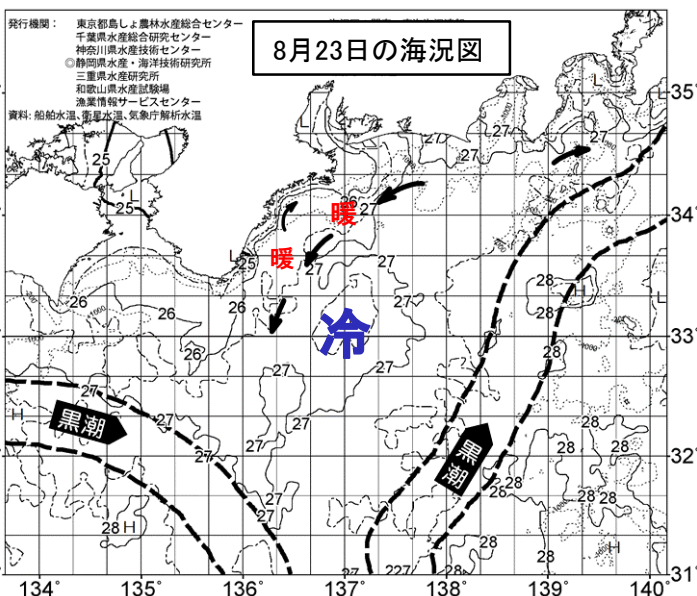 発行機関： 東京都島しょ農林水産総合センター
千葉県水産総合研究センター
神奈川県水産技術センター
◎静岡県水産・海洋技術研究所
三重県水産研究所
和歌山県水産試験場
漁業情報サービスセンター
資料: 船舶水温､衛星水温、気象庁解析水温
8月23日の海況図
L
L
35°
27
27
27
25
L
25
26
27
暖
34°
L
25
暖
27
27
28
H
L
26
26
27
28
冷
33°
26
28
27
27
H
黒潮
27
27
27
28
27
28
黒潮
32°
28
26
27
28
28
27
28 H
28
28
H
27
227
28
31°
134°
135°
136°
137°
138°
139°
140°